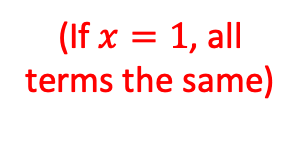 (If 𝑥 = 1, all
terms the same)